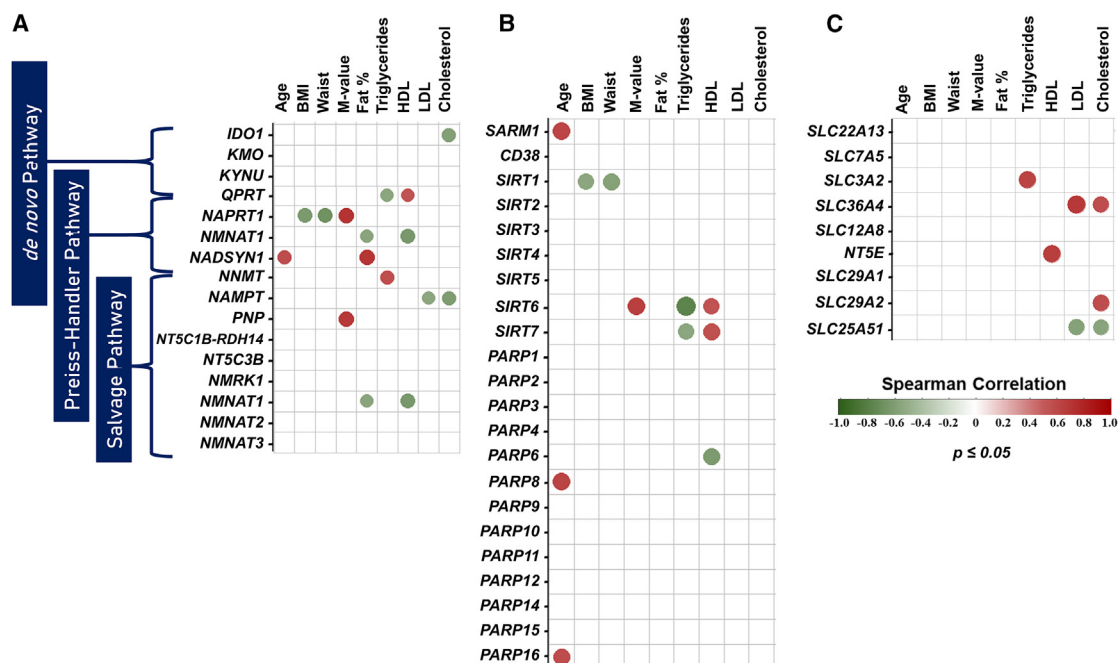 A
Age
BMI
Waist
M-value
Fat %
Triglycerides
HDL
LDL
Cholesterol
de novo Pathway
Preiss-Handler Pathway
Salvage Pathway
IDO1
KMO
KYNU
QPRT
NAPRT1
NMNAT1
NADSYN1
NNMT
NAMPT
PNP
NT5C1B-RDH14
NT5C3B
NMRK1
NMNAT1
NMNAT2
NMNAT3
B
Age
BMI
Waist
M-value
Fat %
Triglycerides
HDL
LDL
Cholesterol
SARM1
CD38
SIRT1
SIRT2
SIRT3
SIRT4
SIRT5
SIRT6
SIRT7
PARP1
PARP2
PARP3
PARP4
PARP6
PARP8
PARP9
PARP10
PARP11
PARP12
PARP14
PARP15
PARP16
C
Age
BMI
Waist
M-value
Fat %
Triglycerides
HDL
LDL
Cholesterol
SLC22A13
SLC7A5
SLC3A2
SLC36A4
SLC12A8
NT5E
SLC29A1
SLC29A2
SLC25A51
Spearman Correlation
-1.0 -0.8 -0.6 -0.4 -0.2 0 0.2 0.4 0.6 0.8 1.0
p ≤ 0.05